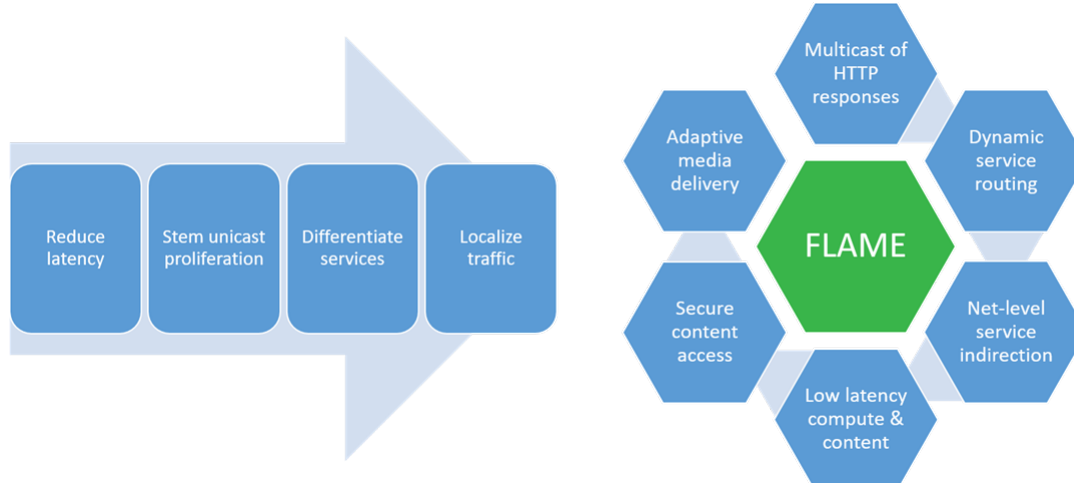 Reduce
latency
Stem unicast
proliferation
Differentiate
services
Localize
traffic
Multicast of
HTTP
responses
Dynamic
service
routing
Net-level
service
indirection
Low latency
compute &
content
Secure
content
access
Adaptive
media
delivery
FLAME